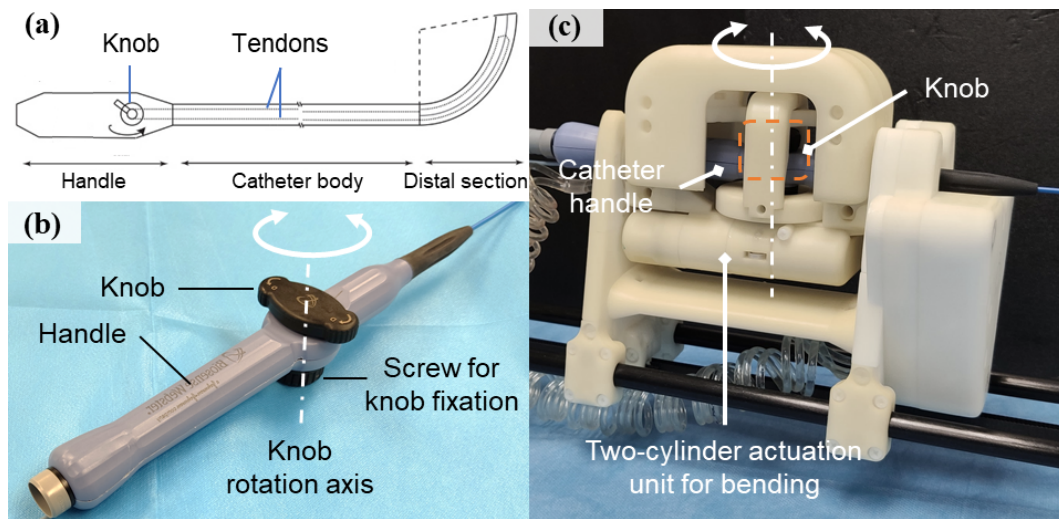 (a)
Knob
Tendons
Handle
Catheter body
Distal section
(b)
Knob
Handle
Screw for
knob fixation
Knob
rotation axis
(c)
Knob
Catheter
handle
Two-cylinder actuation
unit for bending